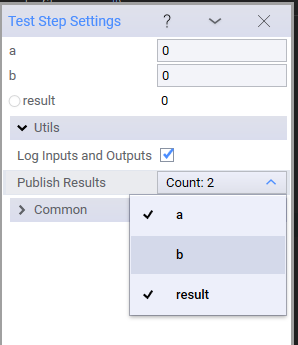 Test Step Settings ?
a 0
b 0
result 0
Utils
Log Inputs and Outputs
Publish Results Count: 2
Common
a
b
result